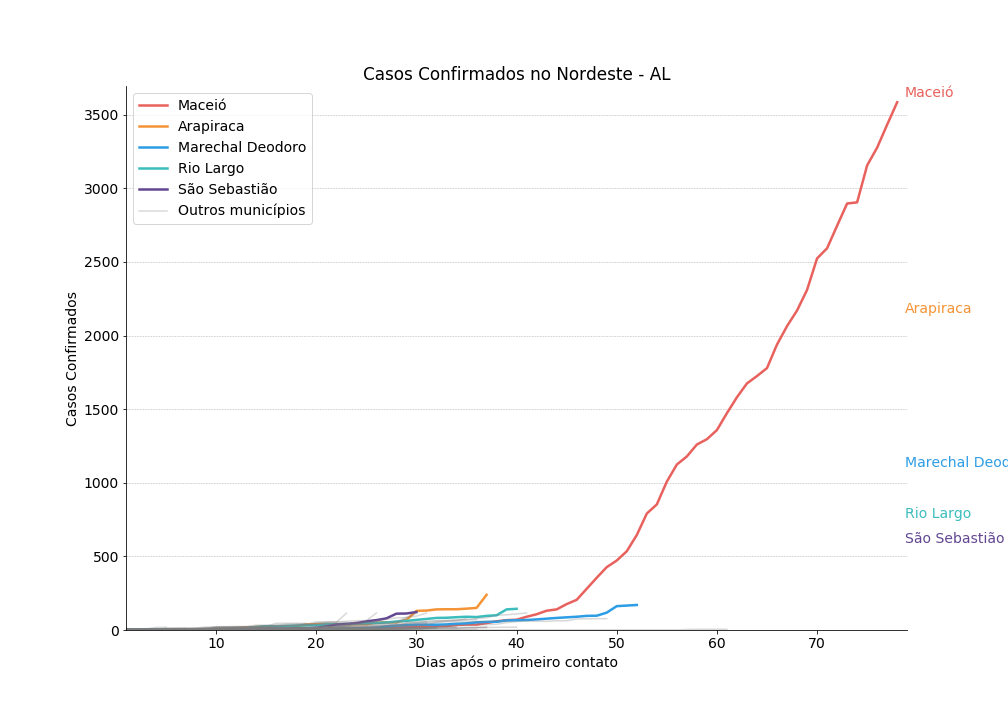 Casos Confirmados no Nordeste - AL
Maceió
Arapiraca
Marechal Deodoro
Rio Largo
São Sebastião
Outros municípios
Casos Confirmados
3500
3000
2500
2000
1500
1000
500
0
10
20
30
40
50
60
70
Dias após o primeiro contato
Maceió
Arapiraca
Marechal Deod
Rio Largo
São Sebastião